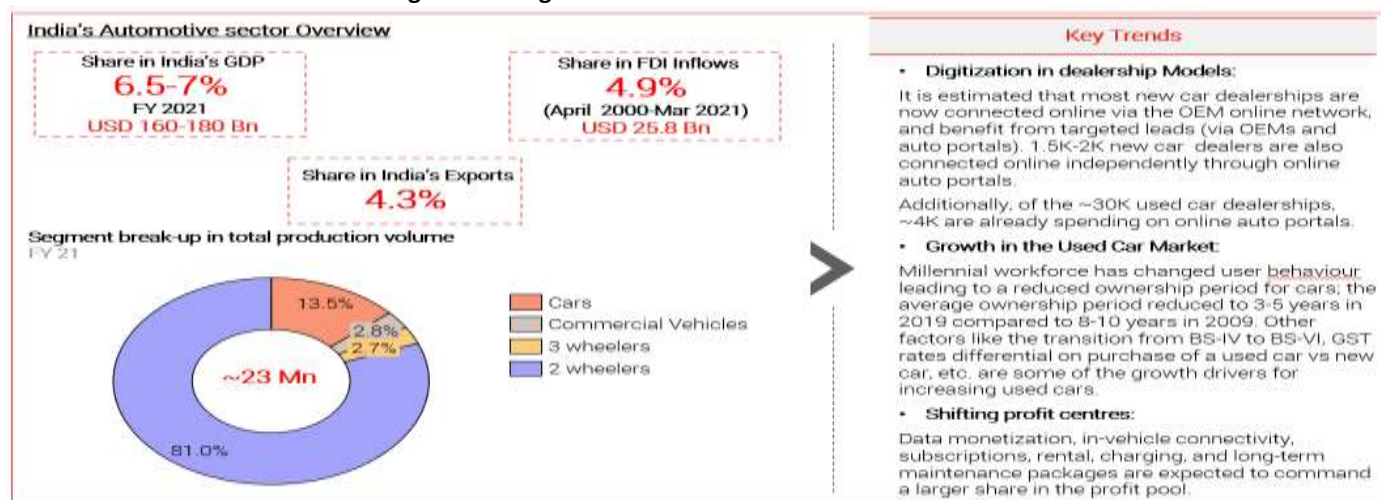 India's Automotive sector Overview
Share in India's GDP
6.5-7%
FY 2021
USD 160-180 Bn
Share in FDI Inflows
4.9%
(April 2000-Mar 2021)
USD 25.8 Bn
Share in India's Exports
4.3%
Segment break-up in total production volume
FY 21
13.5%
2.8%
2.7%
~23 Mn
81.0%
Cars
Commercial Vehicles
3 wheelers
2 wheelers
Key Trends
• Digitization in dealership Models:
It is estimated that most new car dealerships are
now connected online via the OEM online network,
and benefit from targeted leads (via OEMs and
auto portals). 1.5K-2K new car dealers are also
connected online independently through online
auto portals.
Additionally, of the ~30K used car dealerships,
~4K are already spending on online auto portals.
• Growth in the Used Car Market:
Millennial workforce has changed user behaviour
leading to a reduced ownership period for cars; the
average ownership period reduced to 3-5 years in
2019 compared to 8-10 years in 2009. Other
factors like the transition from BS-IV to BS-VI, GST
rates differential on purchase of a used car vs new
car, etc. are some of the growth drivers for
increasing used cars.
• Shifting profit centres:
Data monetization, in-vehicle connectivity,
subscriptions, rental, charging, and long-term
maintenance packages are expected to command
a larger share in the profit pool.